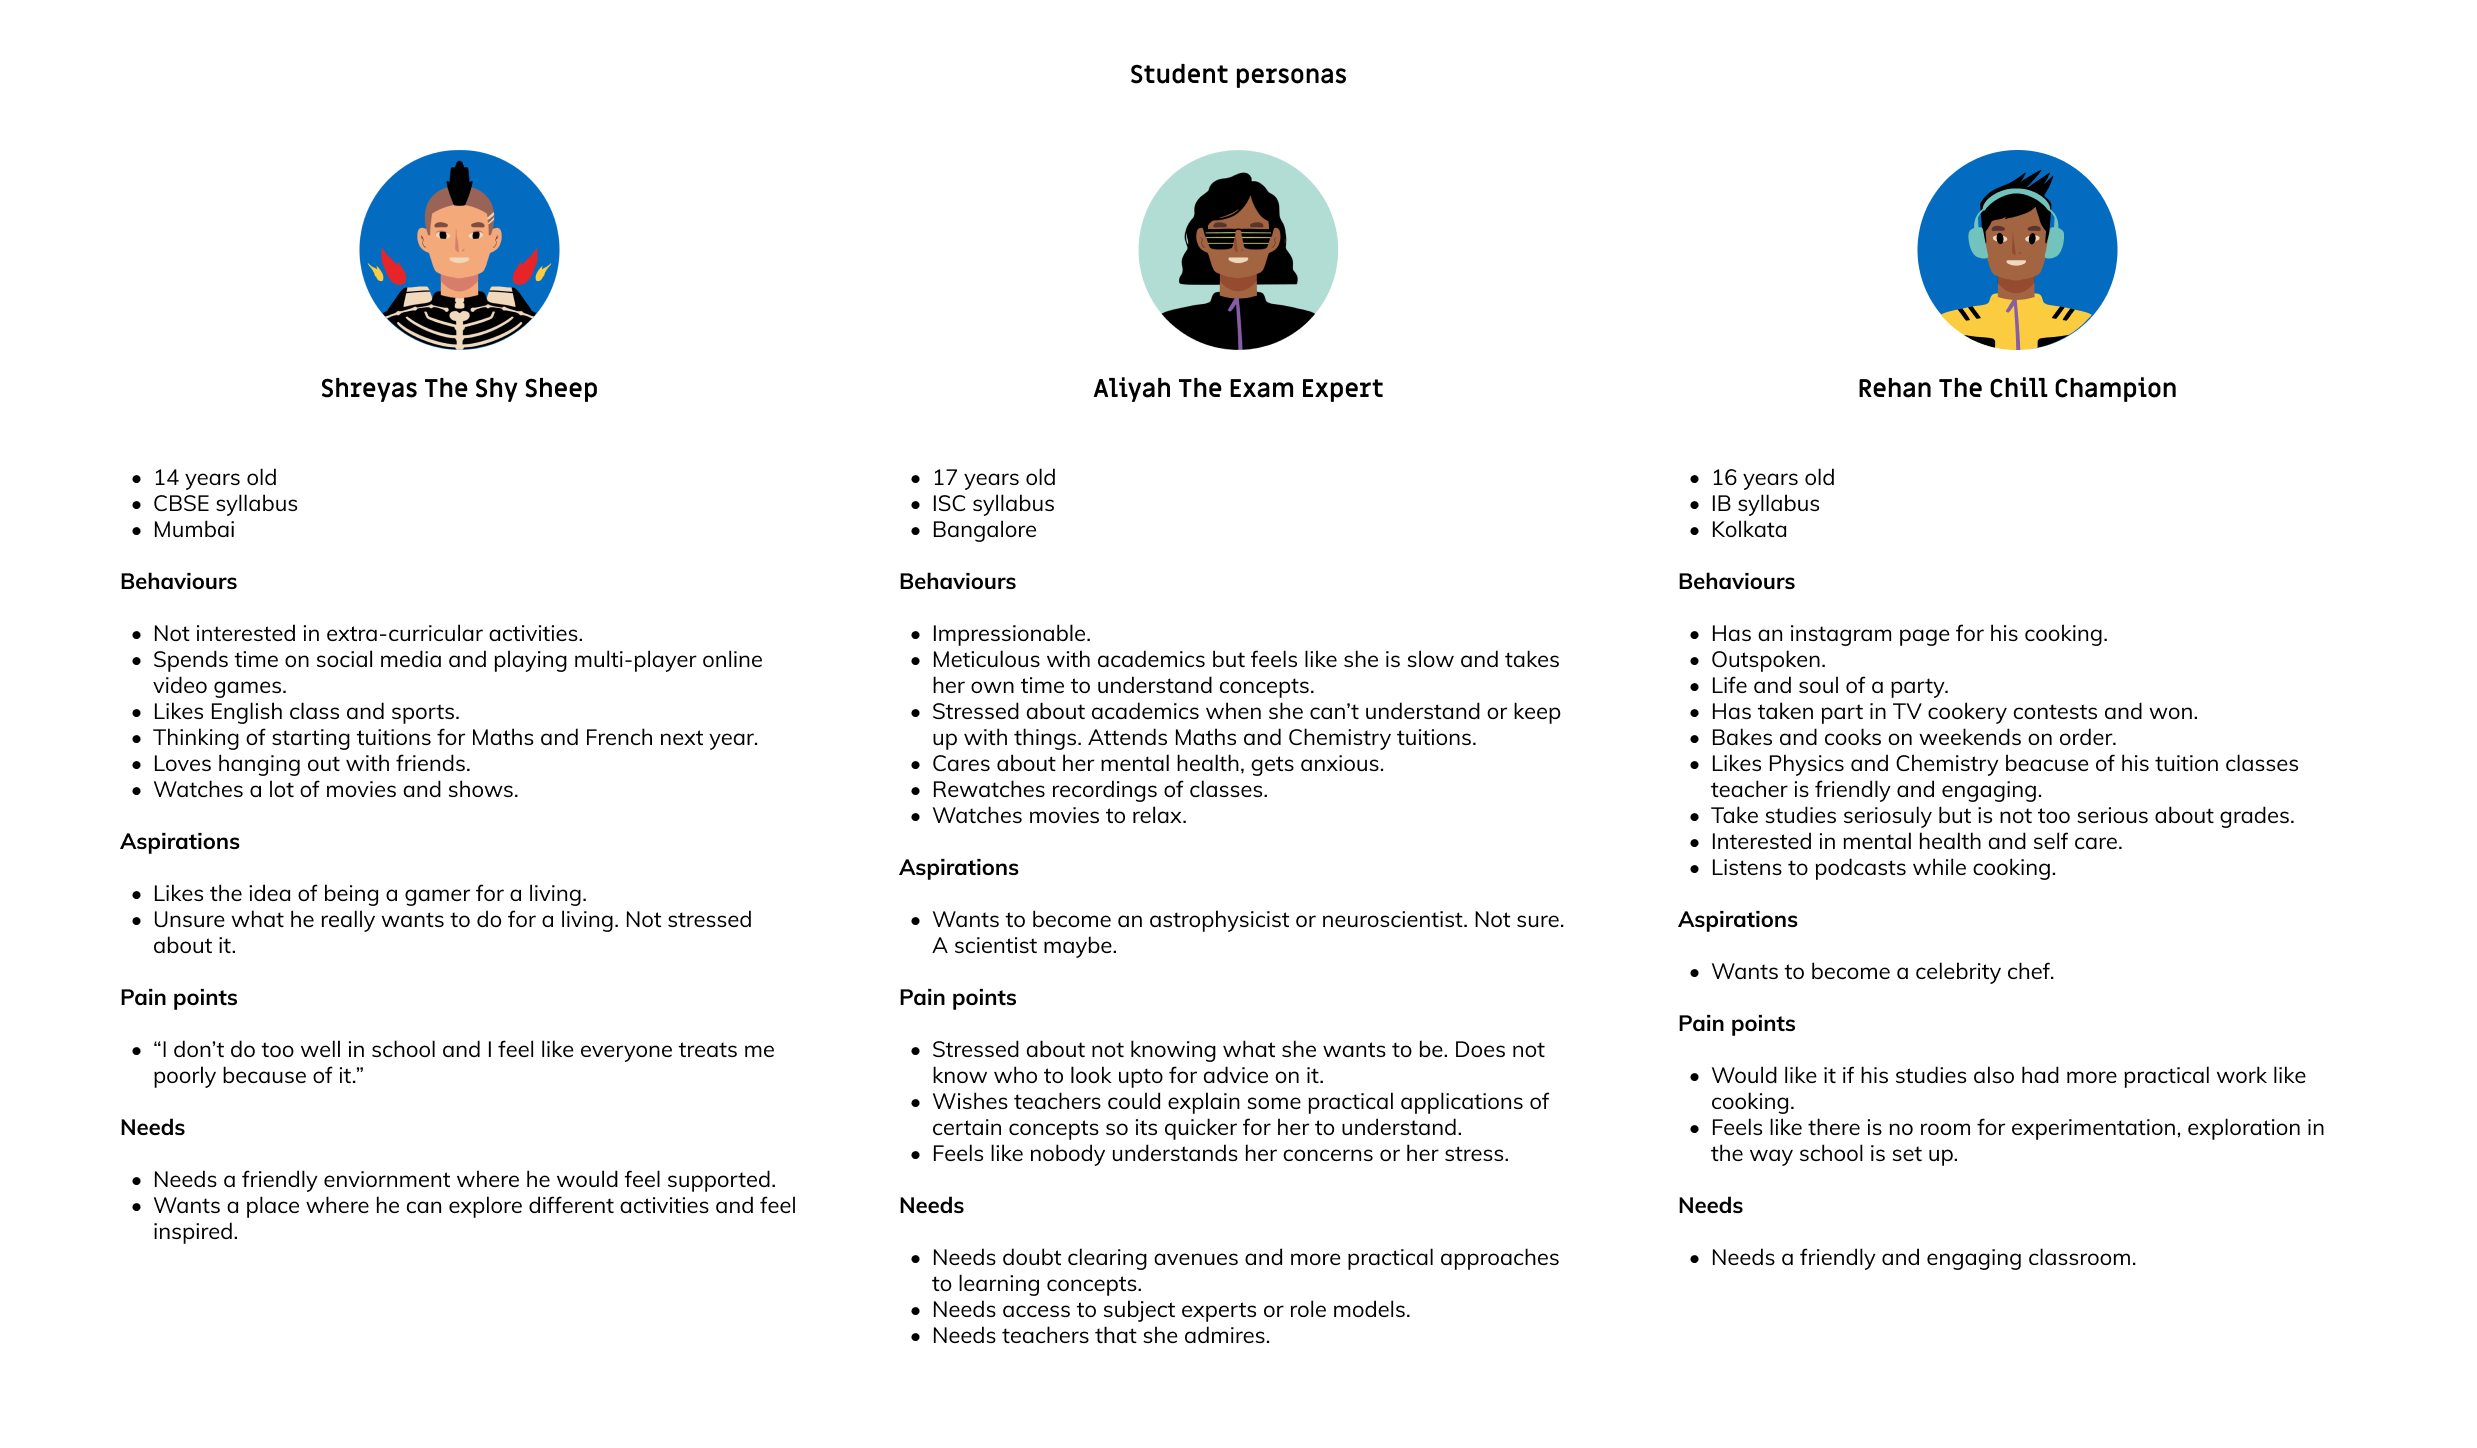 Student personas
Shreyas The Shy Sheep
• 14 years old
• CBSE syllabus
• Mumbai
Behaviours
• Not interested in extra-curricular activities.
• Spends time on social media and playing multi-player online
video games.
• Likes English class and sports.
• Thinking of starting tuitions for Maths and French next year.
• Loves hanging out with friends.
• Watches a lot of movies and shows.
Aspirations
• Likes the idea of being a gamer for a living.
• Unsure what he really wants to do for a living. Not stressed
about it.
Pain points
• “I don’t do too well in school and I feel like everyone treats me
poorly because of it.”
Needs
• Needs a friendly enviornment where he would feel supported.
• Wants a place where he can explore different activities and feel
inspired.
Aliyah The Exam Expert
• 17 years old
• ISC syllabus
• Bangalore
Behaviours
• Impressionable.
• Meticulous with academics but feels like she is slow and takes
her own time to understand concepts.
• Stressed about academics when she can’t understand or keep
up with things. Attends Maths and Chemistry tuitions.
• Cares about her mental health, gets anxious.
• Rewatches recordings of classes.
• Watches movies to relax.
Aspirations
• Wants to become an astrophysicist or neuroscientist. Not sure.
A scientist maybe.
Pain points
• Stressed about not knowing what she wants to be. Does not
know who to look upto for advice on it.
• Wishes teachers could explain some practical applications of
certain concepts so its quicker for her to understand.
• Feels like nobody understands her concerns or her stress.
Needs
• Needs doubt clearing avenues and more practical approaches
to learning concepts.
• Needs access to subject experts or role models.
• Needs teachers that she admires.
Rehan The Chill Champion
• 16 years old
• IB syllabus
• Kolkata
Behaviours
• Has an instagram page for his cooking.
• Outspoken.
• Life and soul of a party.
• Has taken part in TV cookery contests and won.
• Bakes and cooks on weekends on order.
• Likes Physics and Chemistry beacuse of his tuition classes
teacher is friendly and engaging.
• Take studies seriosuly but is not too serious about grades.
• Interested in mental health and self care.
• Listens to podcasts while cooking.
Aspirations
• Wants to become a celebrity chef.
Pain points
• Would like it if his studies also had more practical work like
cooking.
• Feels like there is no room for experimentation, exploration in
the way school is set up.
Needs
• Needs a friendly and engaging classroom.